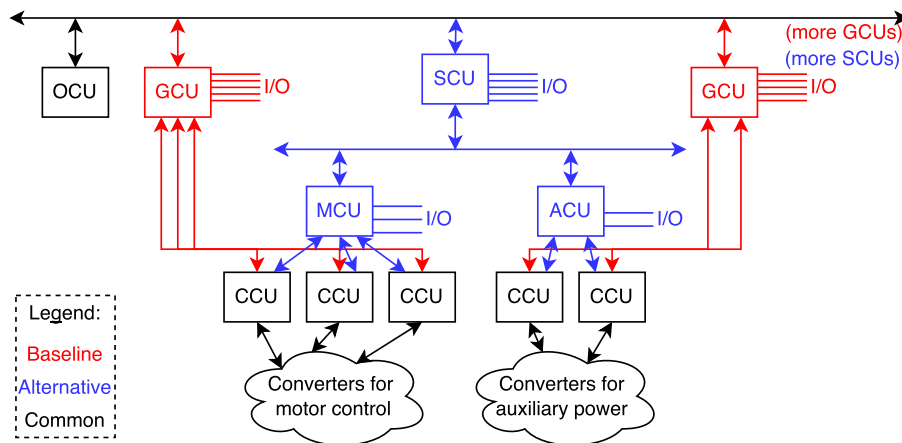 (more GCUs)
(more SCUs)
OCU
GCU
I/O
SCU
I/O
GCU
I/O
MCU
I/O
ACU
I/O
CCU
CCU
CCU
CCU
CCU
Legend:
Baseline
Alternative
Common
Converters for
motor control
Converters for
auxiliary power